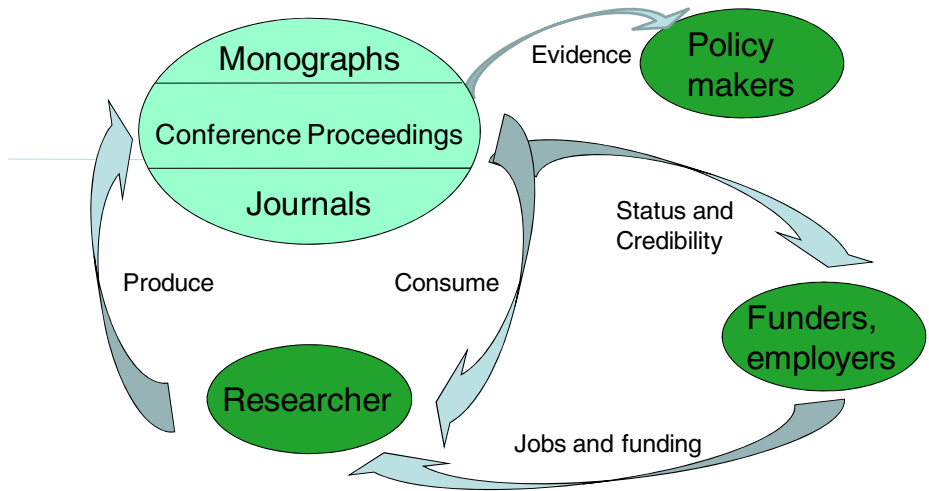 Monographs
Evidence
Policy
makers
Conference Proceedings
Journals
Status and
Credibility
Produce
Consume
Funders,
employers
Researcher
Jobs and funding